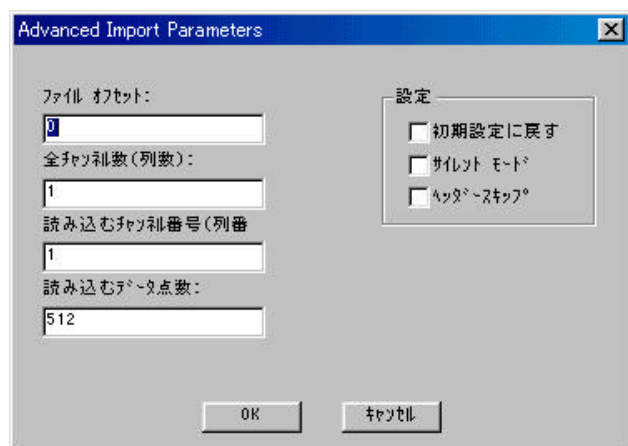 Advanced Import Parameters
ﾌｧｲﾙ ｵﾌｾｯﾄ:
0
全ﾁｬﾝﾈﾙ数(列数):
1
読み込むﾁｬﾝﾈﾙ番号(列番
1
読み込むﾃﾞｰﾀ点数:
512
設定
初期設定に戻す
ｻｲﾚﾝﾄ ﾓｰﾄﾞ
ﾍｯﾀﾞｰｽｷｯﾌﾟ
OK
ｷｬﾝｾﾙ